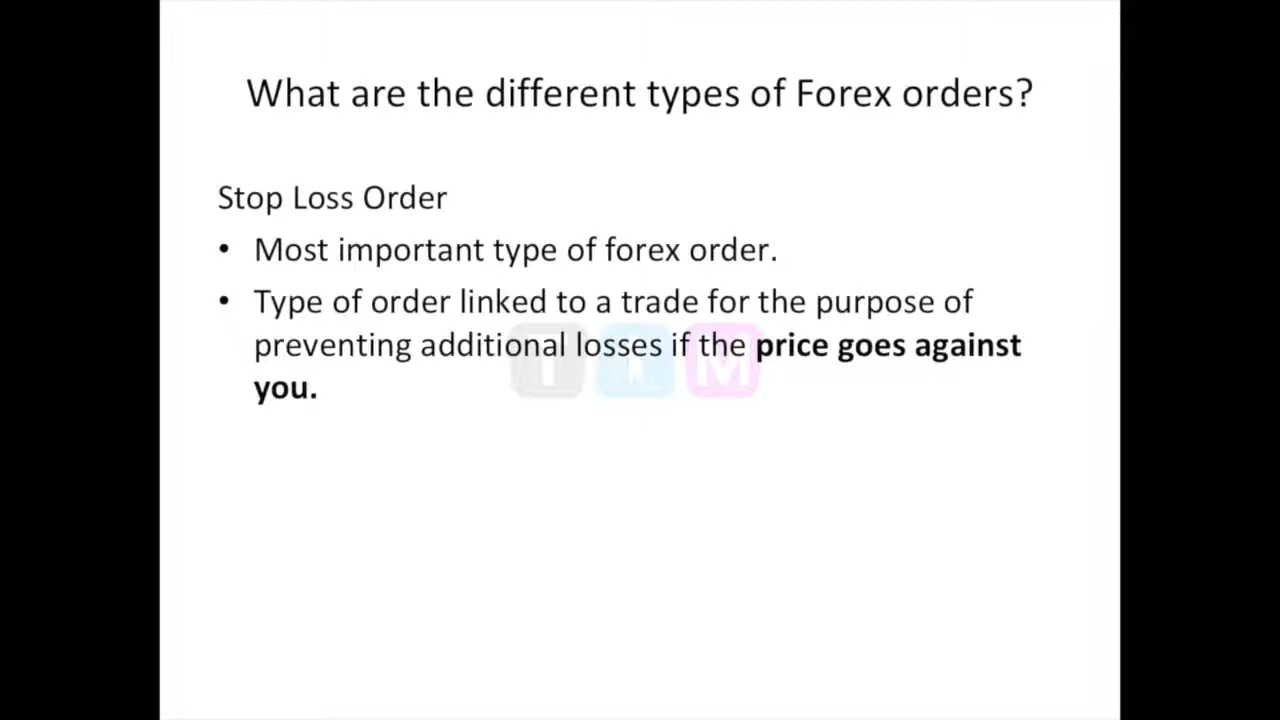 What are the different types of Forex orders?
Stop Loss Order
• Most important type of forex order.
• Type of order linked to a trade for the purpose of
preventing additional losses if the price goes against
you.